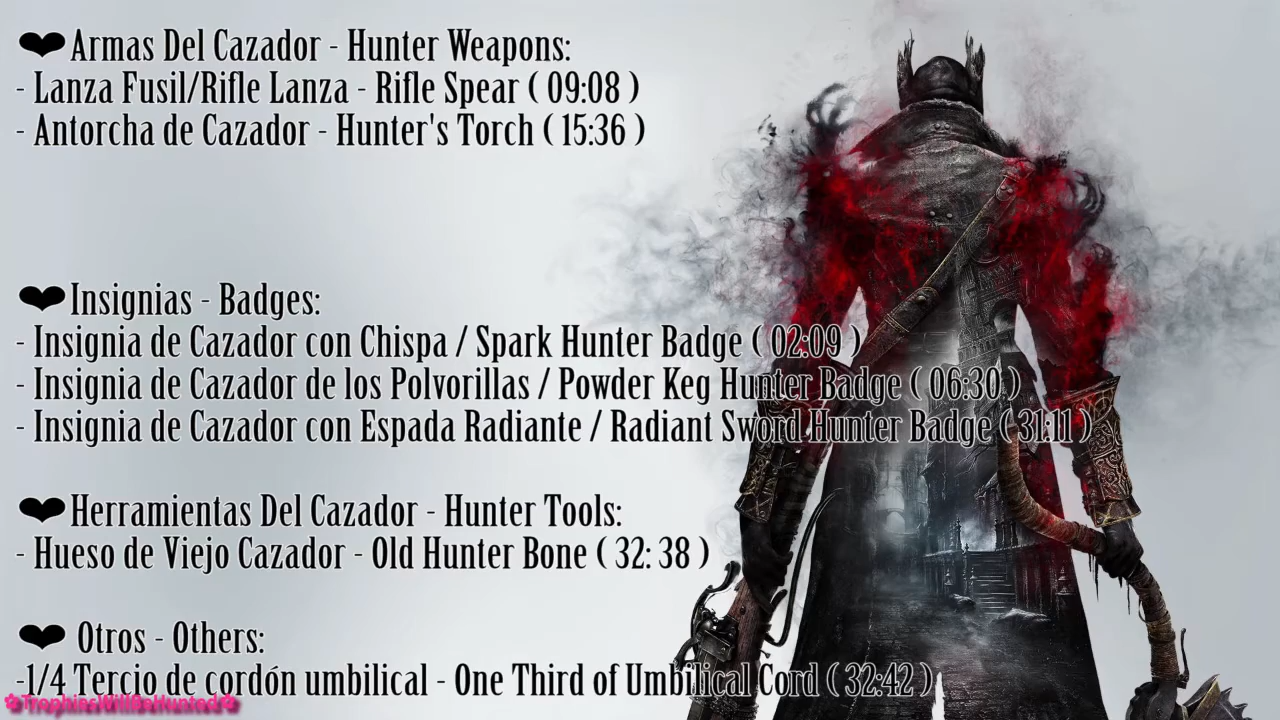 ❤Armas Del Cazador - Hunter Weapons:
- Lanza Fusil/Rifle Lanza - Rifle Spear ( 09:08 )
- Antorcha de Cazador - Hunter's Torch ( 15:36 )
❤Insignias - Badges:
- Insignia de Cazador con Chispa / Spark Hunter Badge ( 02:09 )
- Insignia de Cazador de los Polvorillas / Powder Keg Hunter Badge ( 06:30 )
- Insignia de Cazador con Espada Radiante / Radiant Sword Hunter Badge ( 31:11 )
❤Herramientas Del Cazador - Hunter Tools:
- Hueso de Viejo Cazador - Old Hunter Bone ( 32: 38 )
❤ Otros - Others:
-1/4 Tercio de cordón umbilical - One Third of Umbilical Cord ( 32:42 )
✿TrophiesWillBeHunted✿